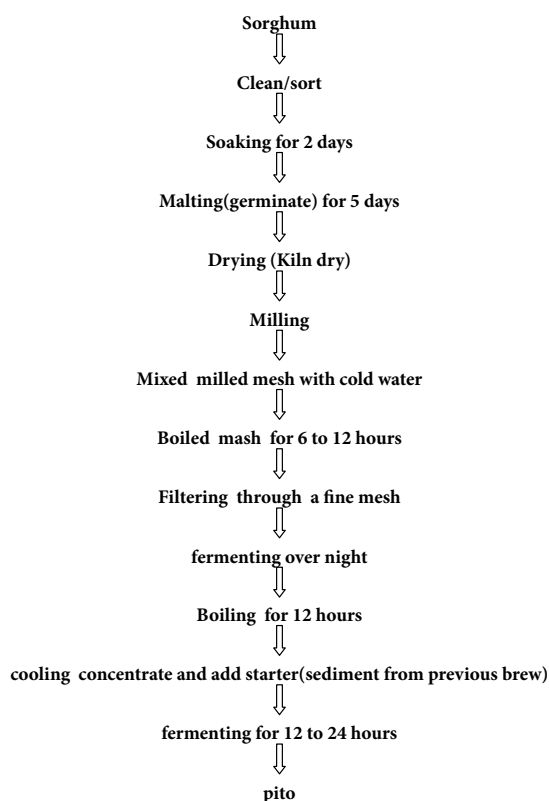 Sorghum
Clean/sort
Soaking for 2 days
Malting(germinate) for 5 days
Drying (Kiln dry)
Milling
Mixed milled mesh with cold water
Boiled mash for 6 to 12 hours
Filtering through a fine mesh
fermenting over night
Boiling for 12 hours
cooling concentrate and add starter(sediment from previous brew)
fermenting for 12 to 24 hours
pito